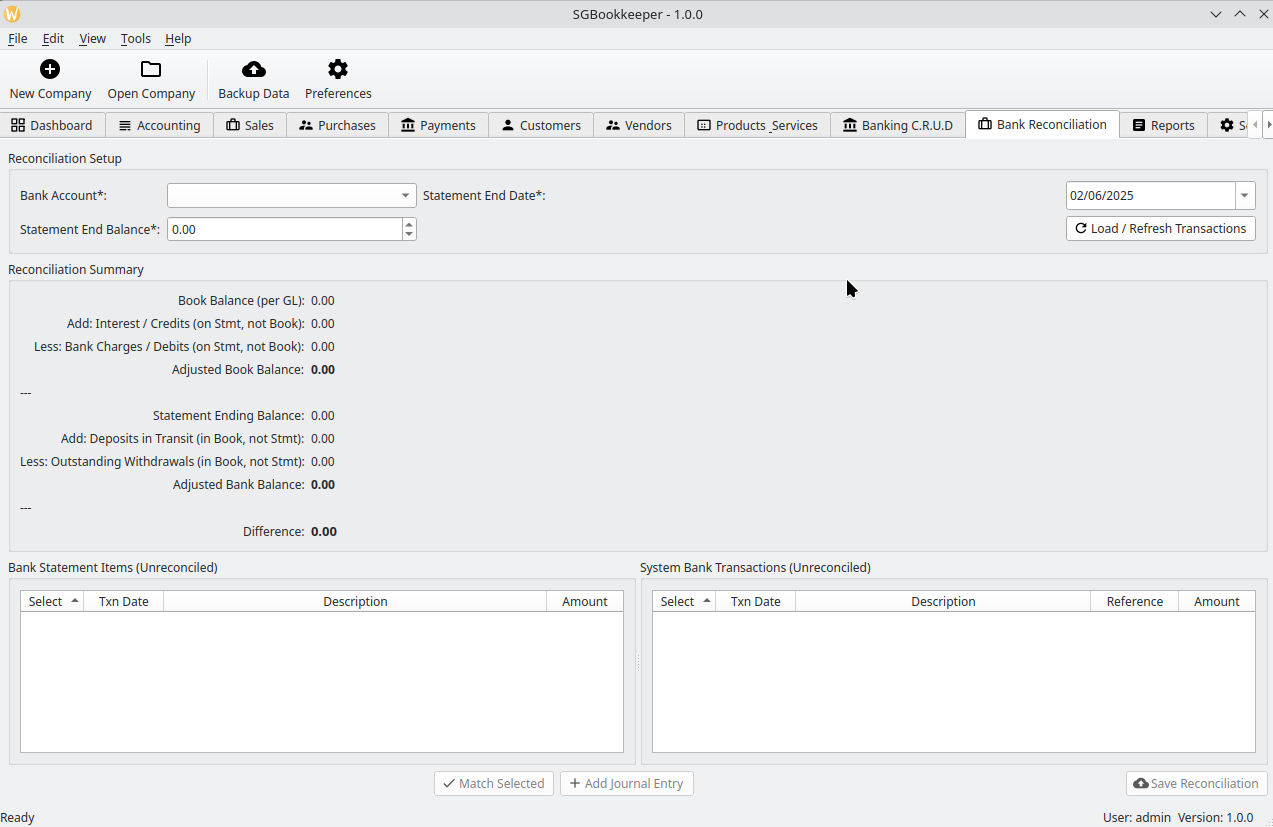 SGBookkeeper - 1.0.0
File Edit View Tools Help
New Company Open Company Backup Data Preferences
Dashboard Accounting Sales Purchases Payments Customers Vendors Products _Services Banking C.R.U.D Bank Reconciliation Reports
Reconciliation Setup
Bank Account*: Statement End Date*: 02/06/2025
Statement End Balance*: 0.00 Load / Refresh Transactions
Reconciliation Summary
Book Balance (per GL): 0.00
Add: Interest / Credits (on Stmt, not Book): 0.00
Less: Bank Charges / Debits (on Stmt, not Book): 0.00
Adjusted Book Balance: 0.00
---
Statement Ending Balance: 0.00
Add: Deposits in Transit (in Book, not Stmt): 0.00
Less: Outstanding Withdrawals (in Book, not Stmt): 0.00
Adjusted Bank Balance: 0.00
---
Difference: 0.00
Bank Statement Items (Unreconciled) System Bank Transactions (Unreconciled)
Select Txn Date Description Amount Select Txn Date Description Reference Amount
Match Selected Add Journal Entry Save Reconciliation
Ready User: admin Version: 1.0.0